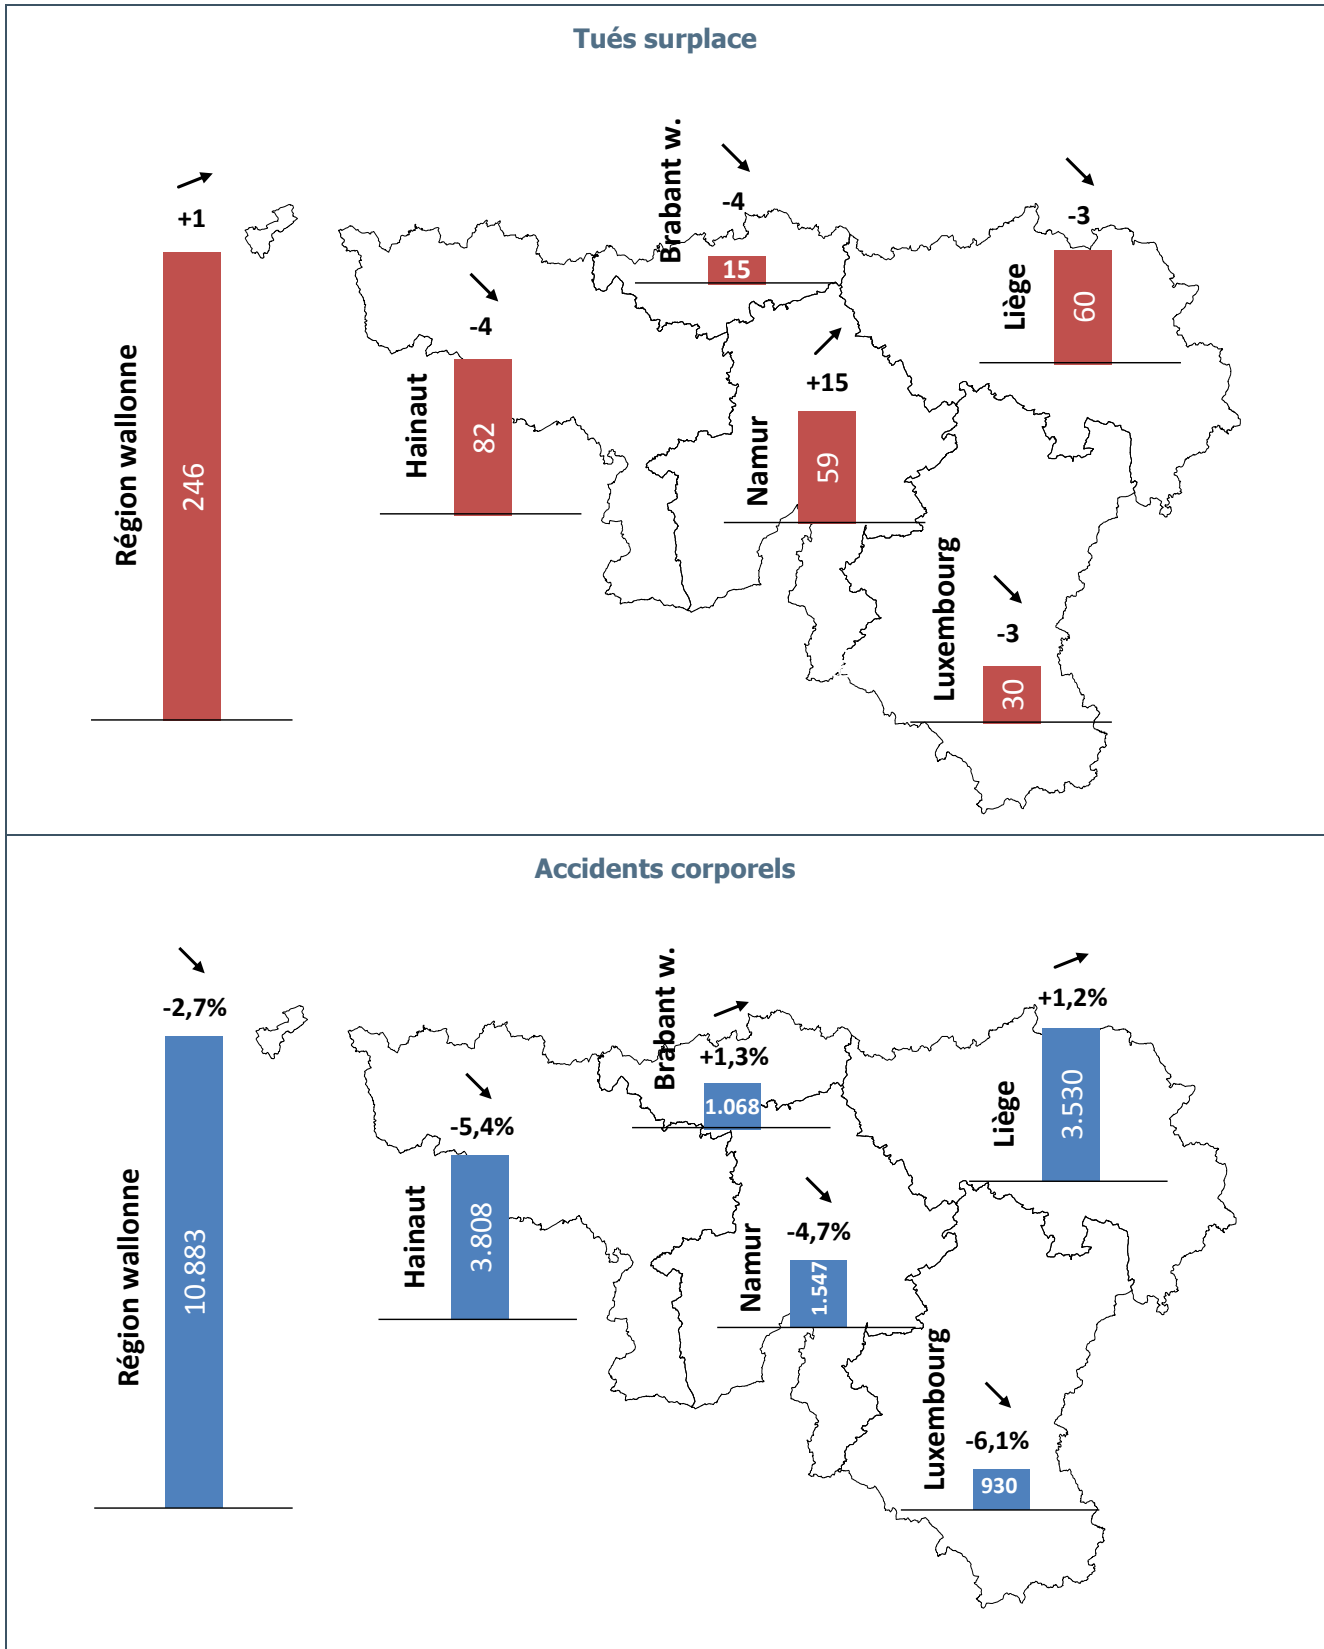 Tués surplace
Région wallonne
+1
246
Hainaut
-4
82
Brabant w.
-4
15
Namur
+15
59
Liège
-3
60
Luxembourg
-3
30
Accidents corporels
Région wallonne
-2,7%
10.883
Hainaut
-5,4%
3.808
Brabant w.
+1,3%
1.068
Namur
-4,7%
1.547
Liège
+1,2%
3.530
Luxembourg
-6,1%
930